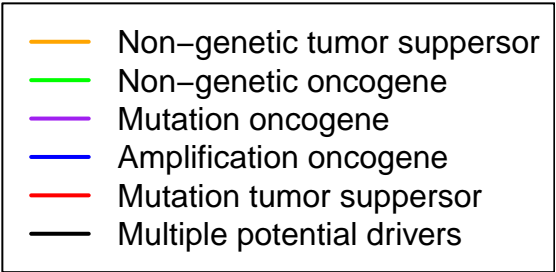 Non−genetic tumor suppersor
Non−genetic oncogene
Mutation oncogene
Amplification oncogene
Mutation tumor suppersor
Multiple potential drivers